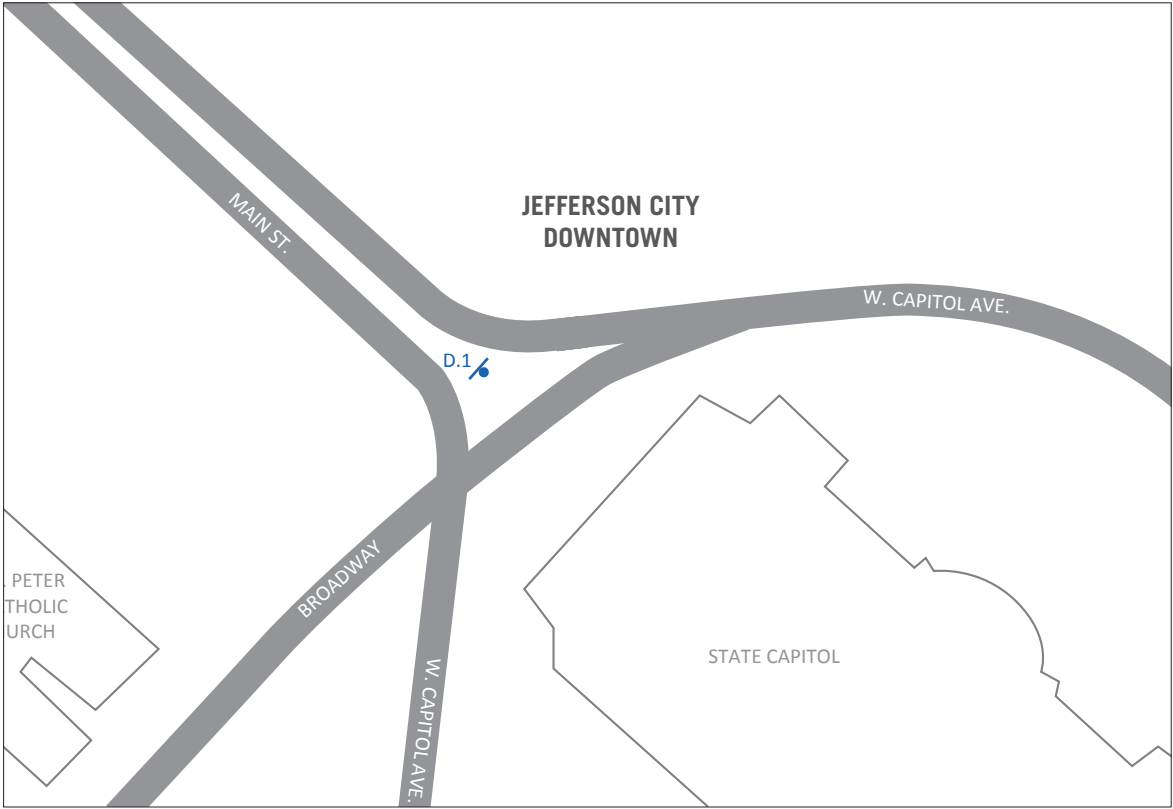 MAIN ST.
JEFFERSON CITY
DOWNTOWN
W. CAPITOL AVE.
D.1
BROADWAY
. PETER
THOLIC
URCH
STATE CAPITOL
W. CAPITOL AVE.